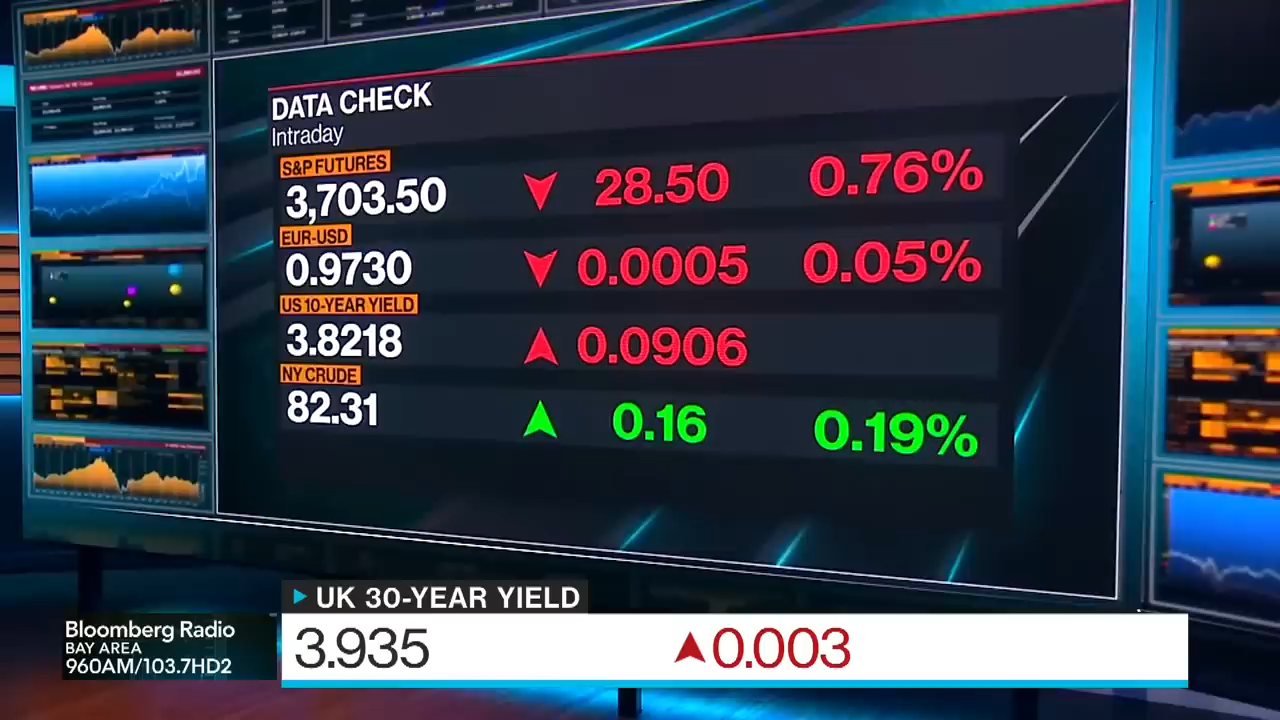 DATA CHECK
Intraday
S&P FUTURES
3,703.50 28.50 0.76%
EUR-USD
0.9730 0.0005 0.05%
US 10-YEAR YIELD
3.8218 0.0906
NY CRUDE
82.31 0.16 0.19%
UK 30-YEAR YIELD
3.935 0.003
Bloomberg Radio
BAY AREA
960AM/103.7HD2